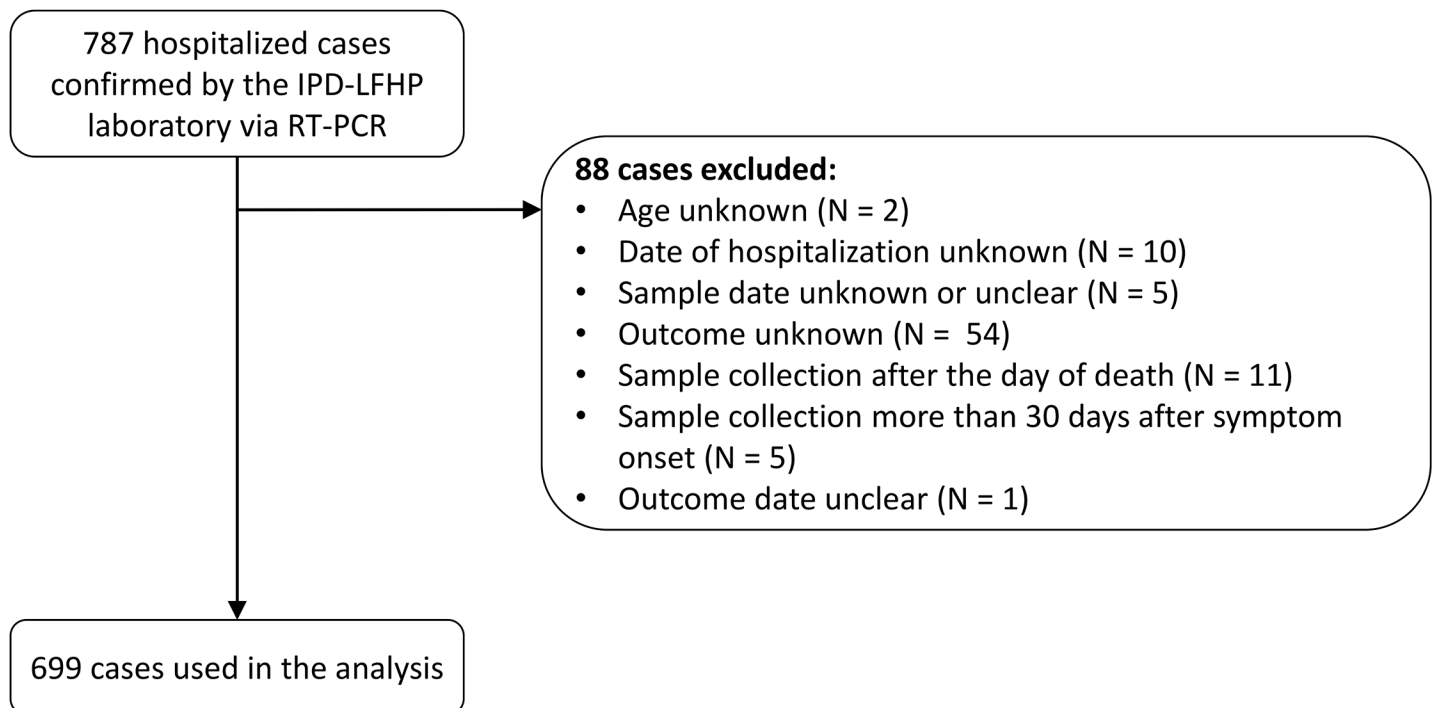 787 hospitalized cases
confirmed by the IPD-LFHP
laboratory via RT-PCR
88 cases excluded:
• Age unknown (N = 2)
• Date of hospitalization unknown (N = 10)
• Sample date unknown or unclear (N = 5)
• Outcome unknown (N =  54)
• Sample collection after the day of death (N = 11)
• Sample collection more than 30 days after symptom
onset (N = 5)
• Outcome date unclear (N = 1)
699 cases used in the analysis